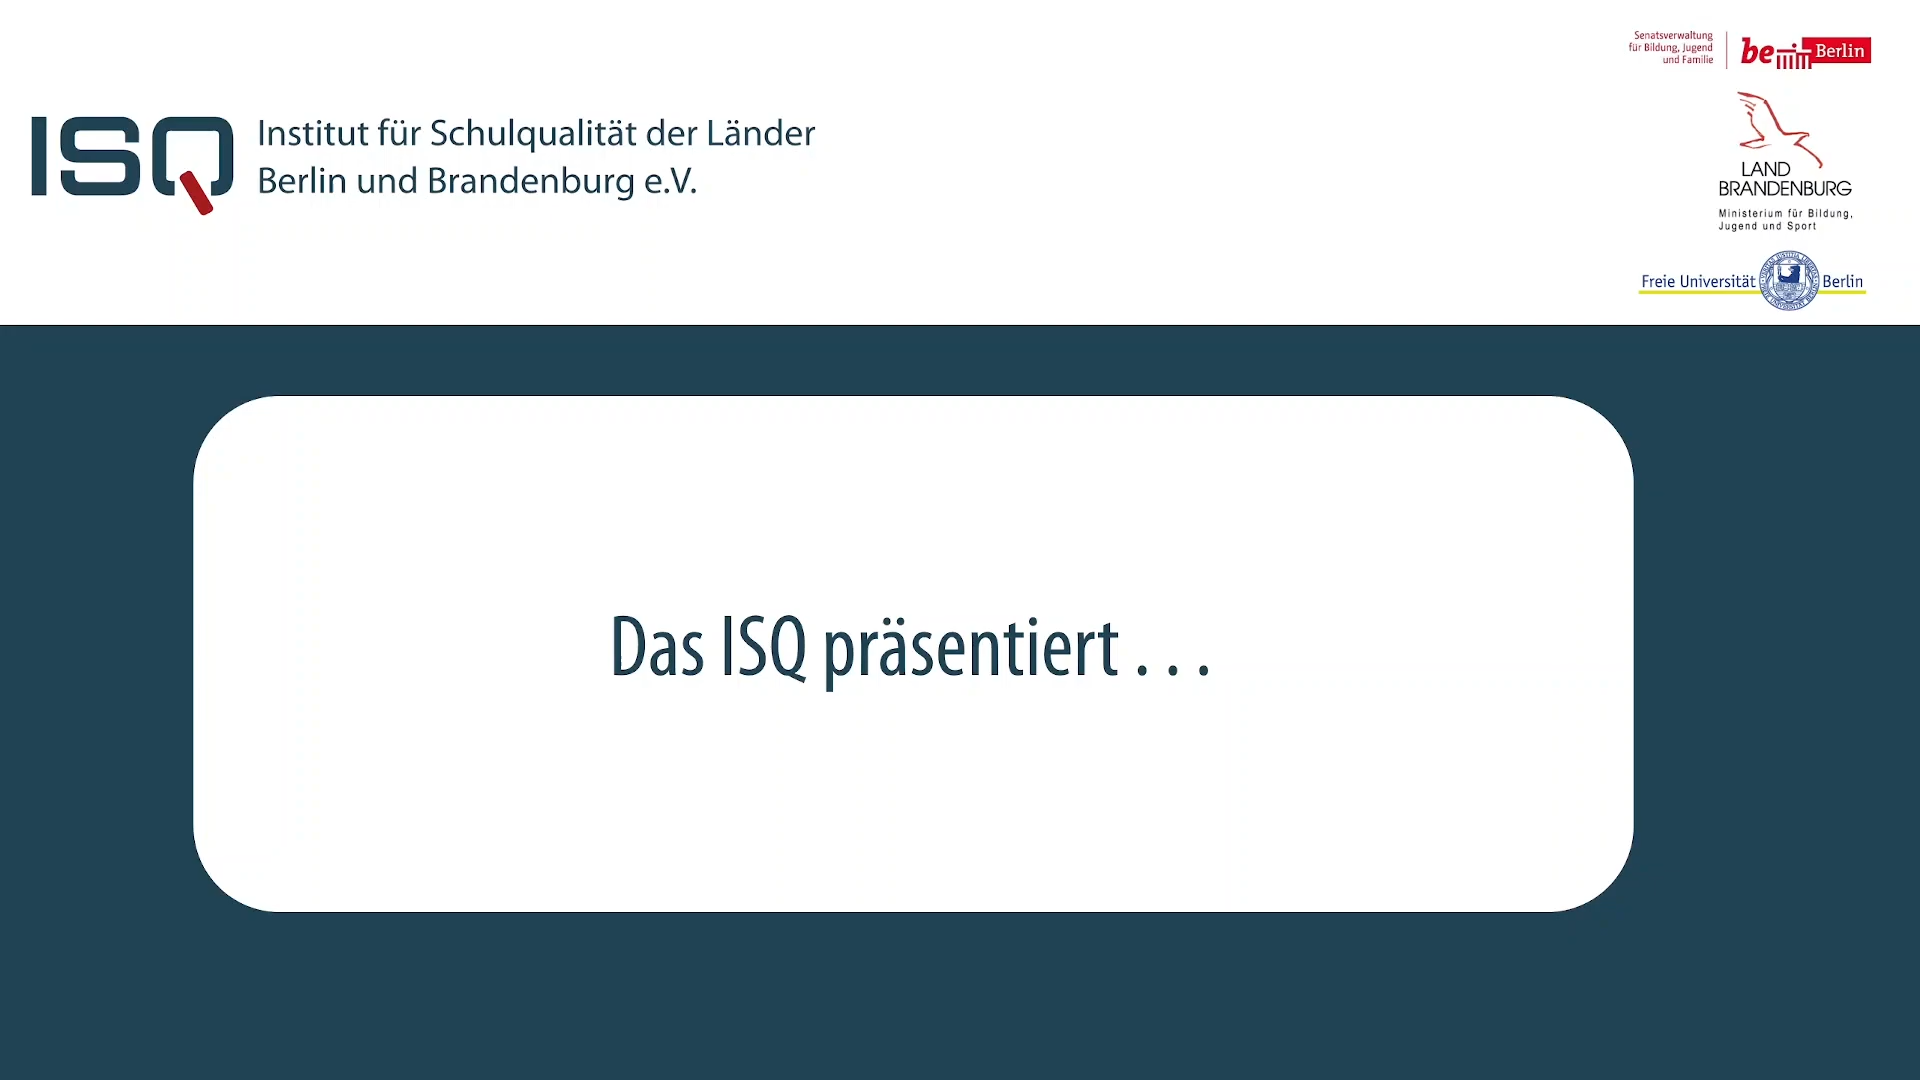 ISQ
Institut für Schulqualität der Länder
Berlin und Brandenburg e.V.
Senatsverwaltung
für Bildung, Jugend
und Familie
be Berlin
LAND
BRANDENBURG
Ministerium für Bildung,
Jugend und Sport
Freie Universität Berlin
Das ISQ präsentiert . . .